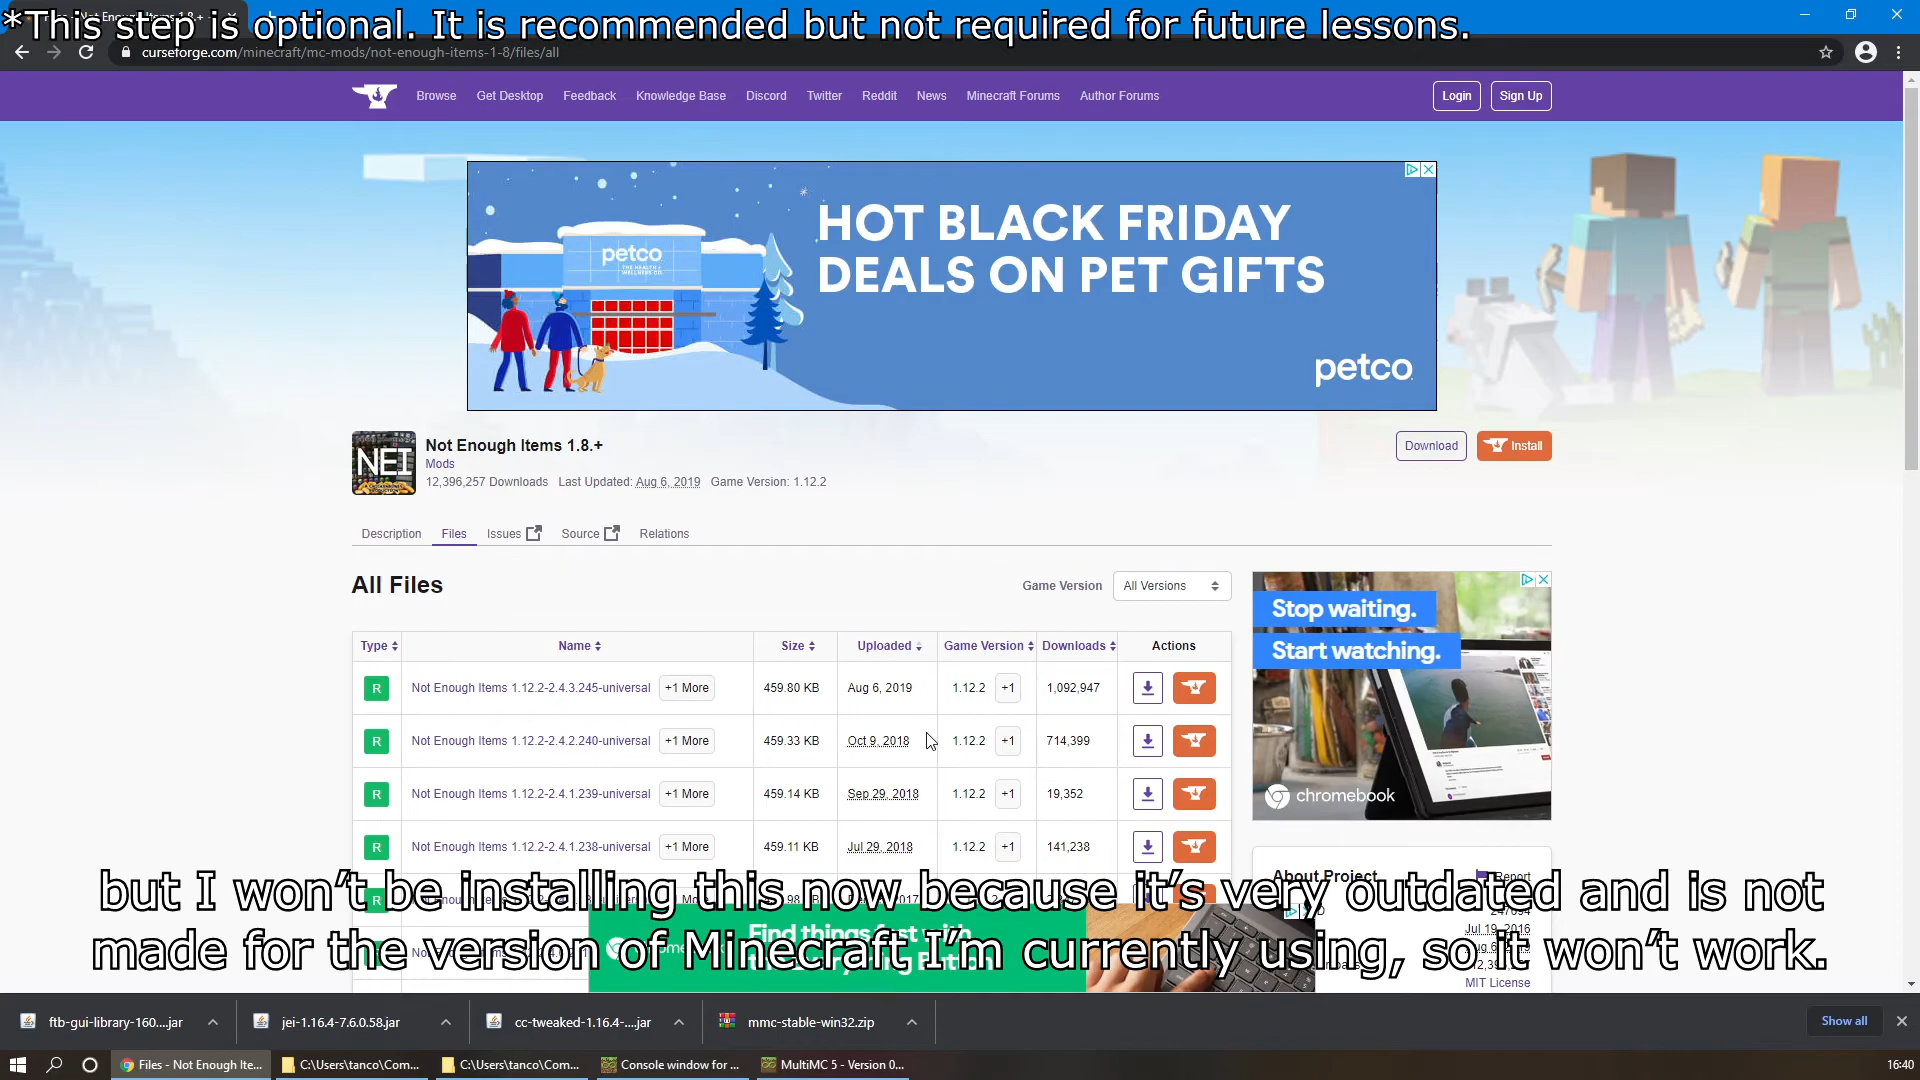 *This step is optional. It is recommended but not required for future lessons.
curseforge.com/minecraft/mc-mods/not-enough-items-1-8/files/all
Browse Get Desktop Feedback Knowledge Base Discord Twitter Reddit News Minecraft Forums Author Forums Login Sign Up
HOT BLACK FRIDAY
DEALS ON PET GIFTS
petco
THE HEALTH +
WELLNESS CO.
petco
NEI
Not Enough Items 1.8.+
Mods
12,396,257 Downloads Last Updated: Aug 6, 2019 Game Version: 1.12.2
Download Install
Description Files Issues Source Relations
All Files
Game Version All Versions
Type Name Size Uploaded Game Version Downloads Actions
R Not Enough Items 1.12.2-2.4.3.245-universal +1 More 459.80 KB Aug 6, 2019 1.12.2 +1 1,092,947
R Not Enough Items 1.12.2-2.4.2.240-universal +1 More 459.33 KB Oct 9, 2018 1.12.2 +1 714,399
R Not Enough Items 1.12.2-2.4.1.239-universal +1 More 459.14 KB Sep 29, 2018 1.12.2 +1 19,352
R Not Enough Items 1.12.2-2.4.1.238-universal +1 More 459.11 KB Jul 29, 2018 1.12.2 +1 141,238
Stop waiting.
Start watching.
chromebook
About Project
Report
Jul 19, 2016
MIT License
Find things fast with
but I won't be installing this now because it's very outdated and is not
made for the version of Minecraft I'm currently using, so it won't work.
ftb-gui-library-160....jar jei-1.16.4-7.6.0.58.jar cc-tweaked-1.16.4-....jar mmc-stable-win32.zip Show all
Files - Not Enough Ite... C:\Users\tanco\Com... C:\Users\tanco\Com... Console window for ... MultiMC 5 - Version 0... 16:40